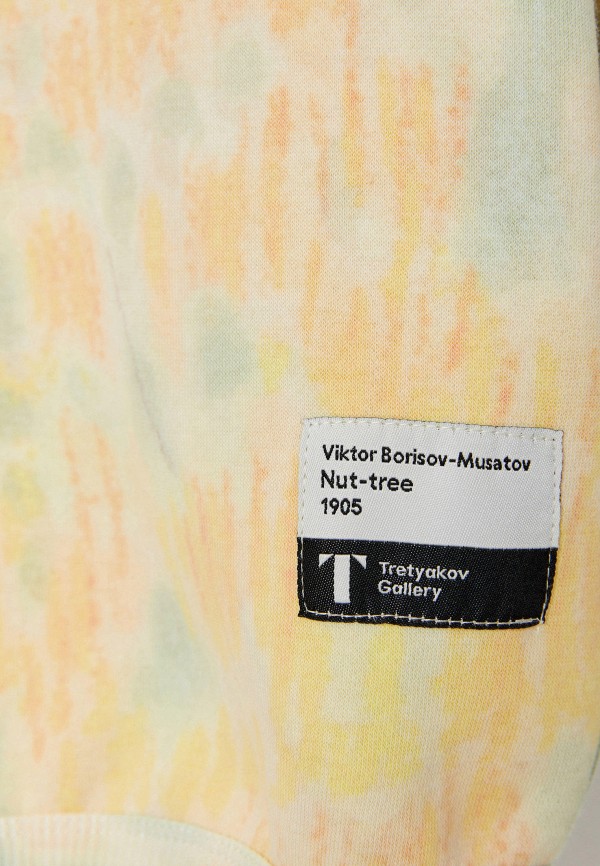 Viktor Borisov-Musatov
Nut-tree
1905
Tretyakov
Gallery